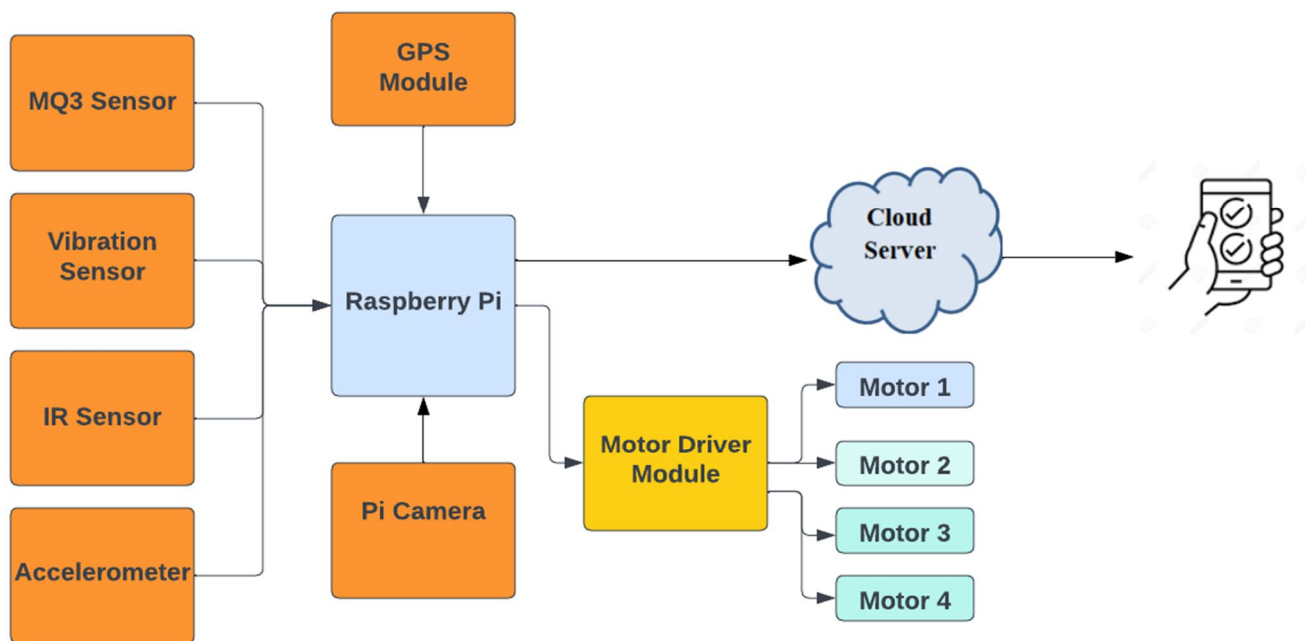 GPS
Module
MQ3 Sensor
Vibration
Sensor
Raspberry Pi
Cloud
Server
IR Sensor
Motor 1
Motor Driver
Module
Motor 2
Pi Camera
Motor 3
Accelerometer
Motor 4